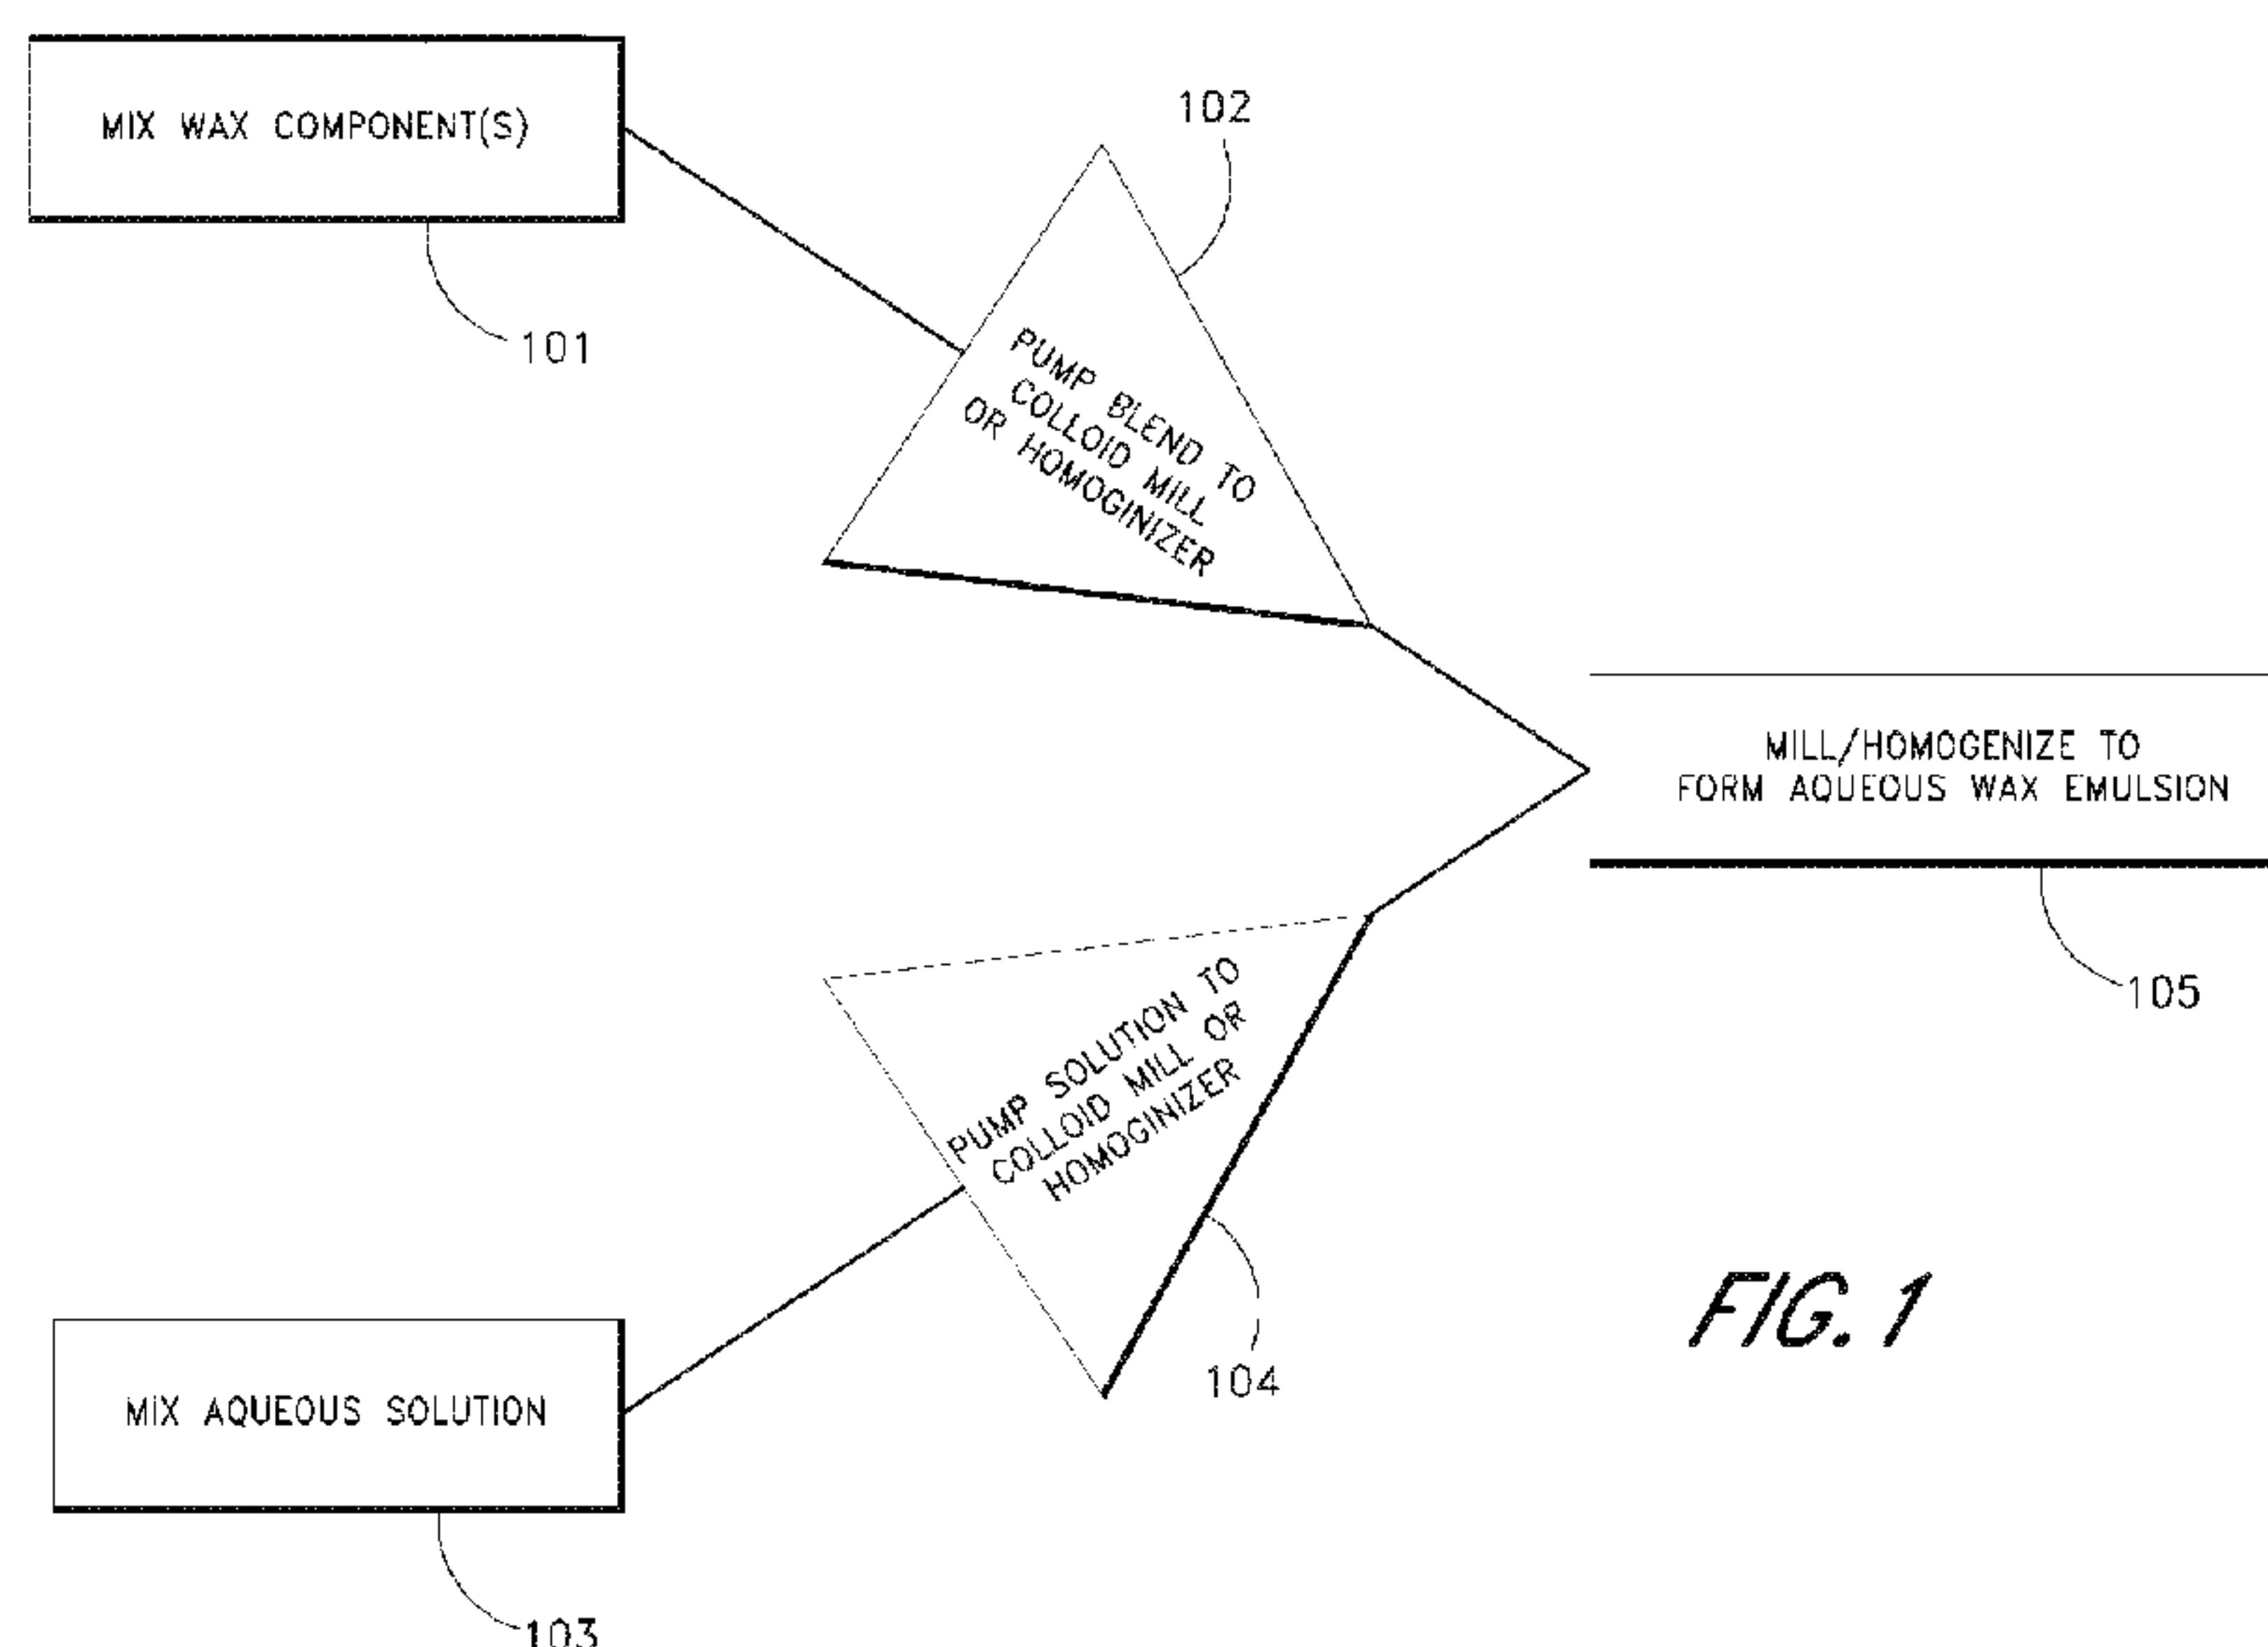 MIX WAX COMPONENT(S)
101
102
PUMP BLEND TO
COLLOID MILL
OR HOMOGINIZER
MILL/HOMOGENIZE TO
FORM AQUEOUS WAX EMULSION
105
PUMP SOLUTION TO
COLLOID MILL OR
HOMOGINIZER
104
MIX AQUEOUS SOLUTION
103
FIG. 1